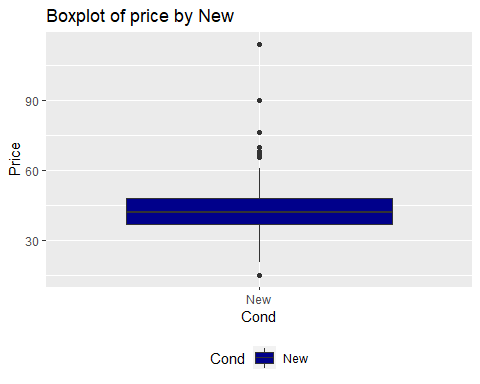 Boxplot of price by New
90
60
30
Price
New
Cond
Cond New